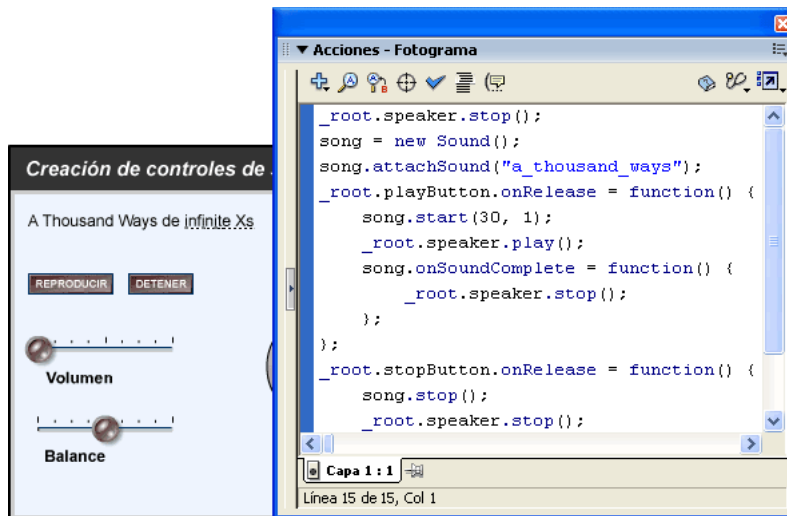 Acciones - Fotograma
_root.speaker.stop();
song = new Sound();
song.attachSound("a_thousand_ways");
_root.playButton.onRelease = function() {
song.start(30, 1);
_root.speaker.play();
song.onSoundComplete = function() {
_root.speaker.stop();
};
};
_root.stopButton.onRelease = function() {
song.stop();
_root.speaker.stop();
Capa 1 : 1
Línea 15 de 15, Col 1
Creación de controles de
A Thousand Ways de infinite Xs
REPRODUCIR DETENER
Volumen
Balance